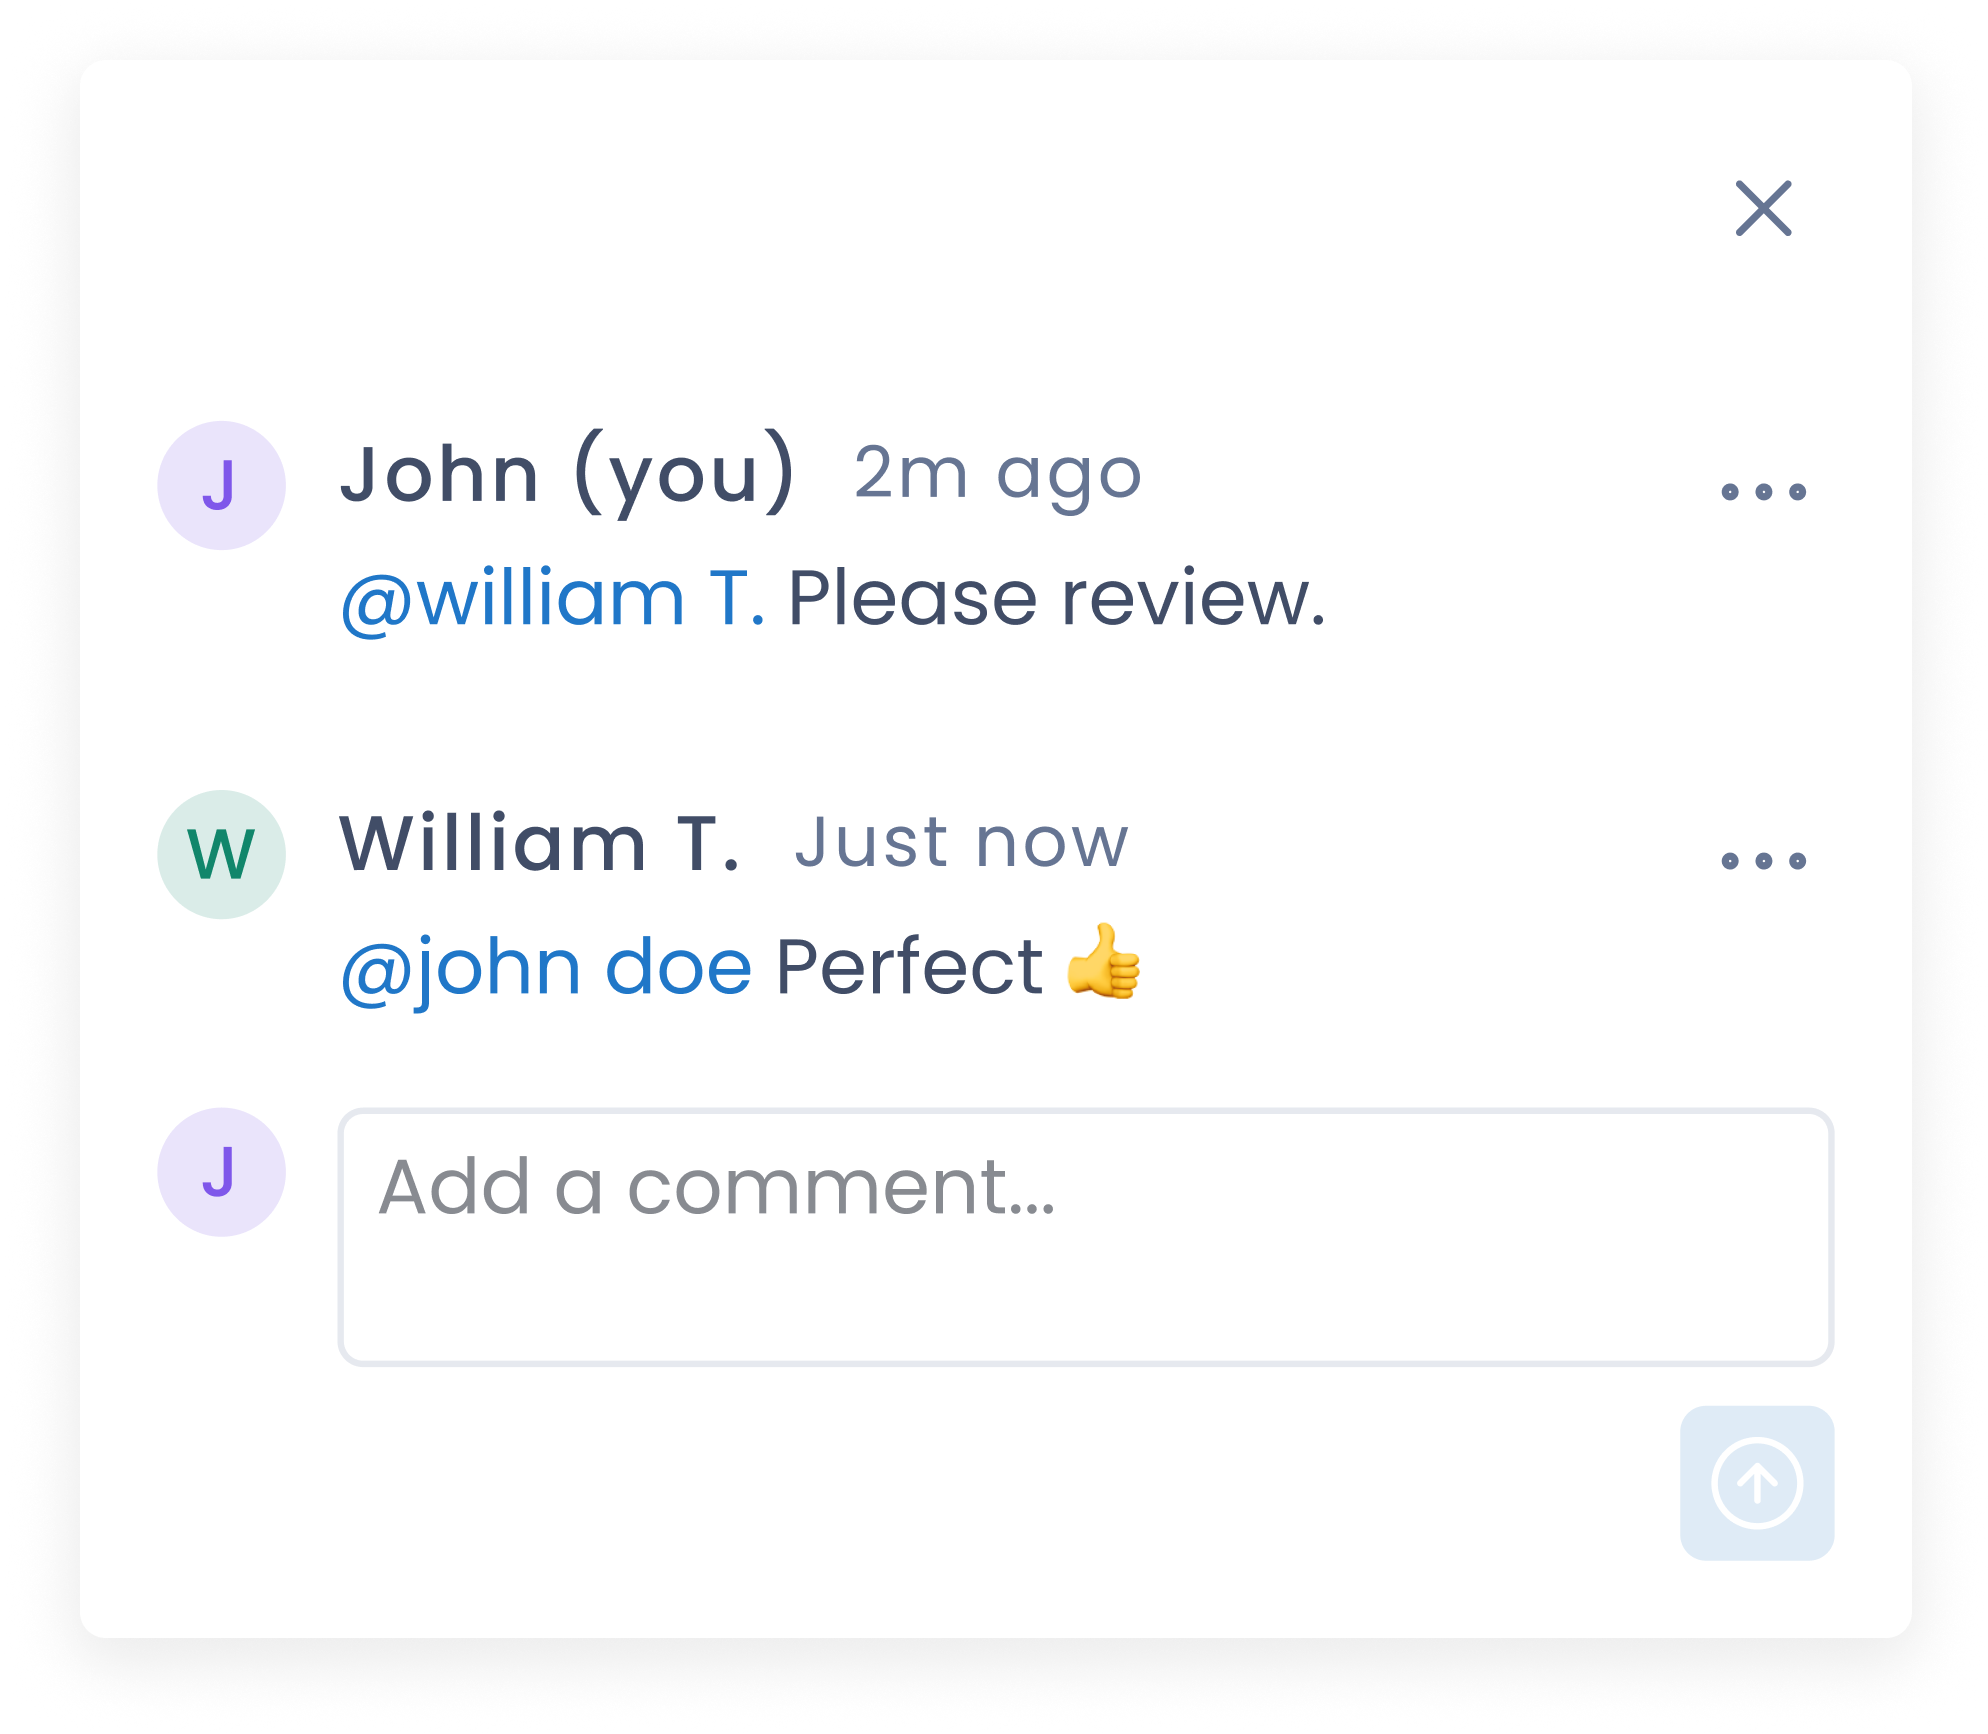 J
John (you) 2m ago
@william T. Please review.
W
William T. Just now
@john doe Perfect 👍
J
Add a comment...